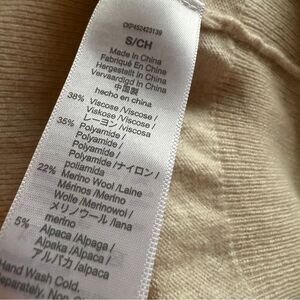 CKP452423139
S/CH
Made In China
Fabriqué En China
Hergestellt In China
Vervaardigd In China
中国製
hecho en china
38% Viscose/Viscose /
Viskose /Viscose /
レーヨン /Viscosa
35% Polyamide /
Polyamide /
Polyamide /
Polyamide/ナイロン /
poliamida
22% Merino Wool /Laine
Mérinos /Merino
Wolle /Merinowol /
メリノウール /lana
merino
5% Alpaca /Alpaga /
Alpaka /Alpaca /
アルパカ /alpaca
Hand Wash Cold.